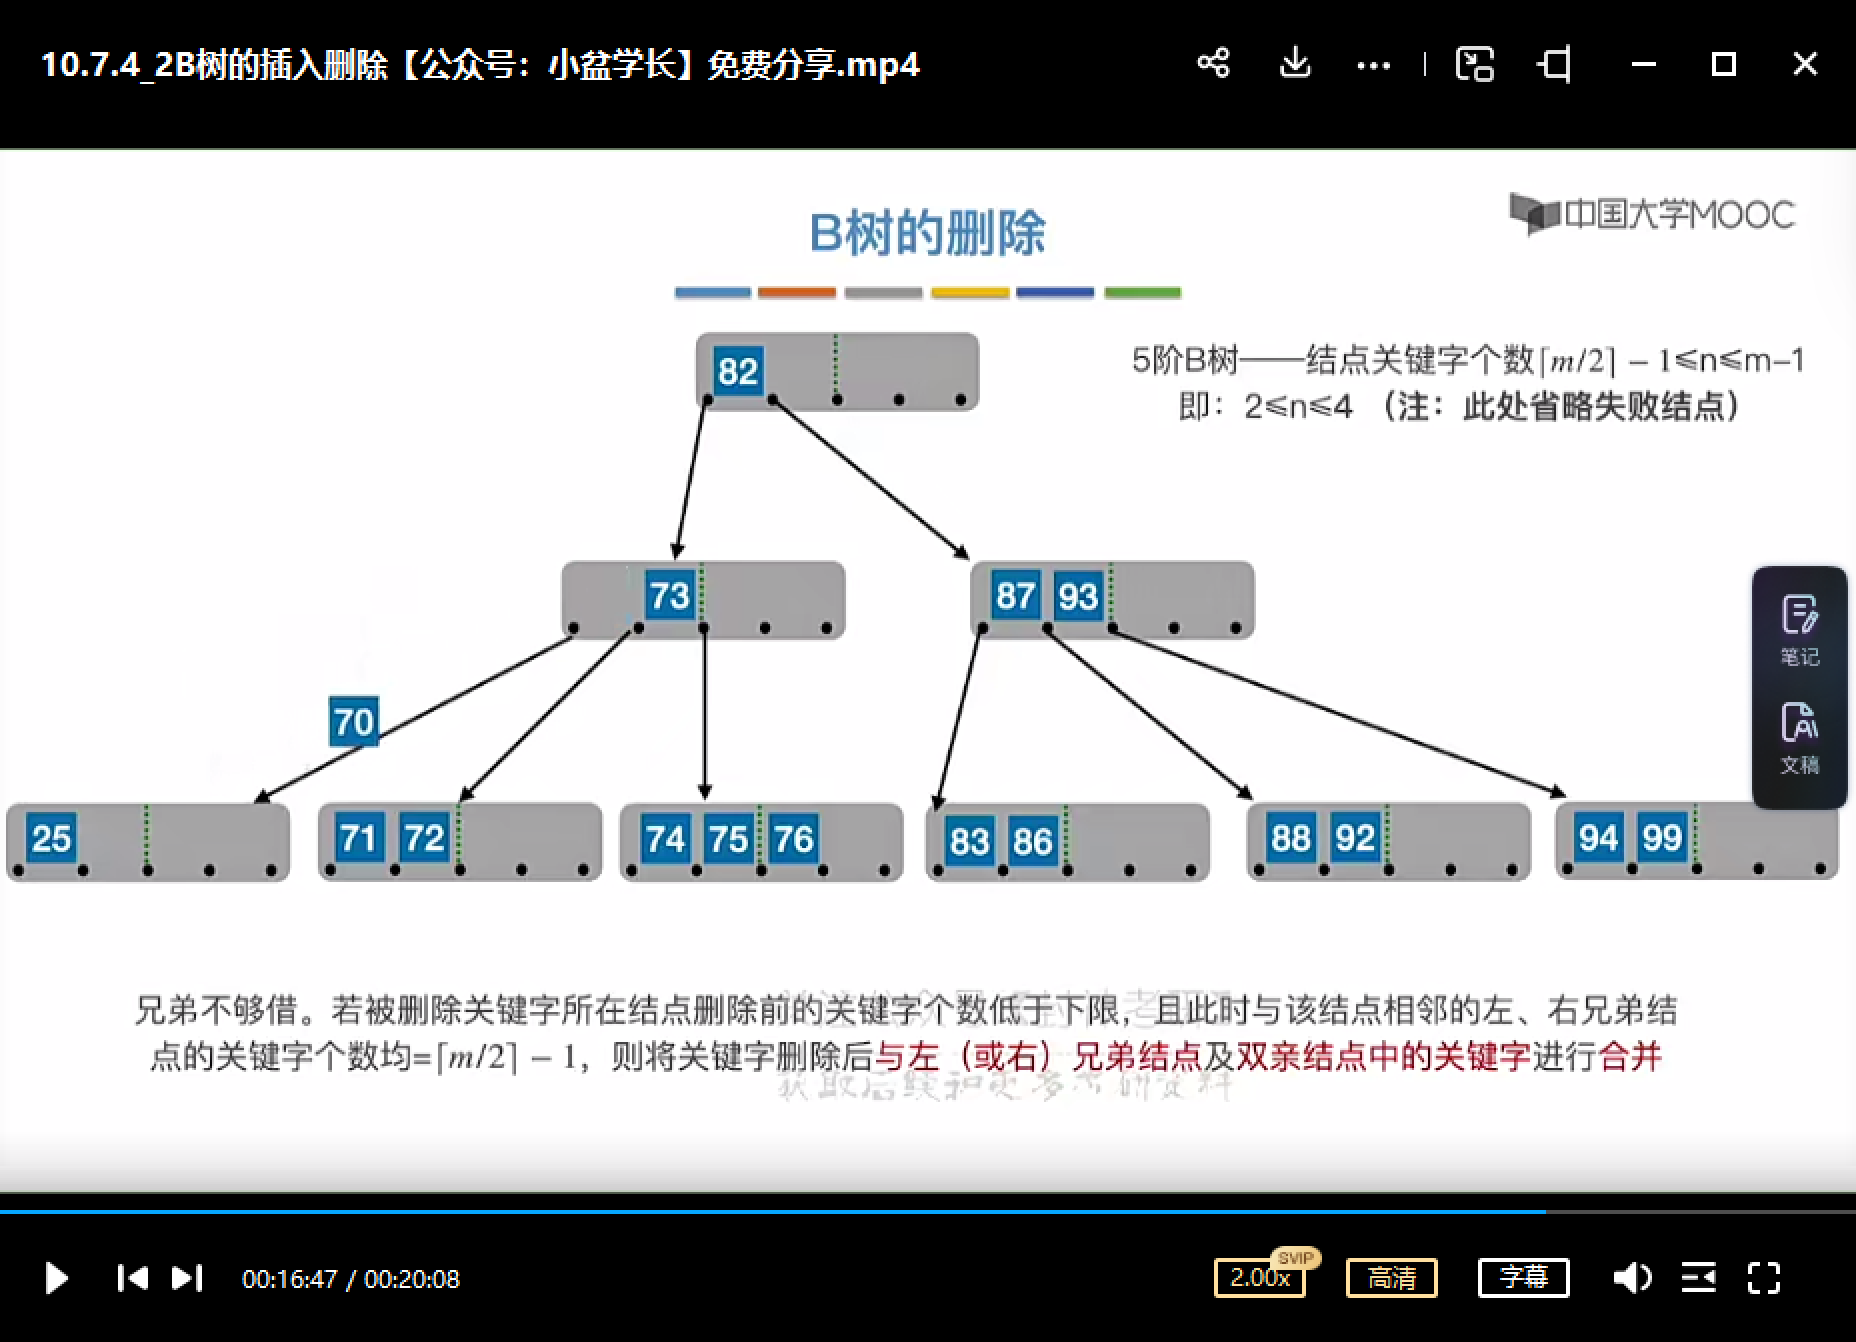 10.7.4_2B树的插入删除【公众号：小盆学长】免费分享.mp4
中国大学MOOC
B树的删除
82
5阶B树——结点关键字个数⌈m/2⌉ − 1≤n≤m−1
即：2≤n≤4 （注：此处省略失败结点）
73
87 93
笔记
70
文稿
25
71 72
74 75 76
83 86
88 92
94 99
兄弟不够借。若被删除关键字所在结点删除前的关键字个数低于下限，且此时与该结点相邻的左、右兄弟结
点的关键字个数均=⌈m/2⌉ − 1，则将关键字删除后与左（或右）兄弟结点及双亲结点中的关键字进行合并
00:16:47 / 00:20:08
2.00x
SVIP
高清
字幕